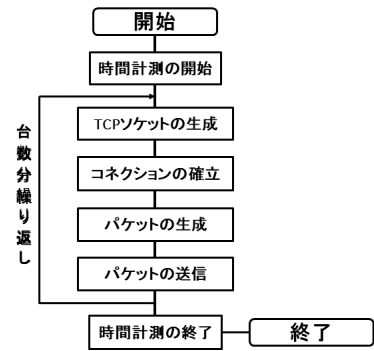 開始
時間計測の開始
TCPソケットの生成
コネクションの確立
パケットの生成
パケットの送信
台数分繰り返し
時間計測の終了
終了